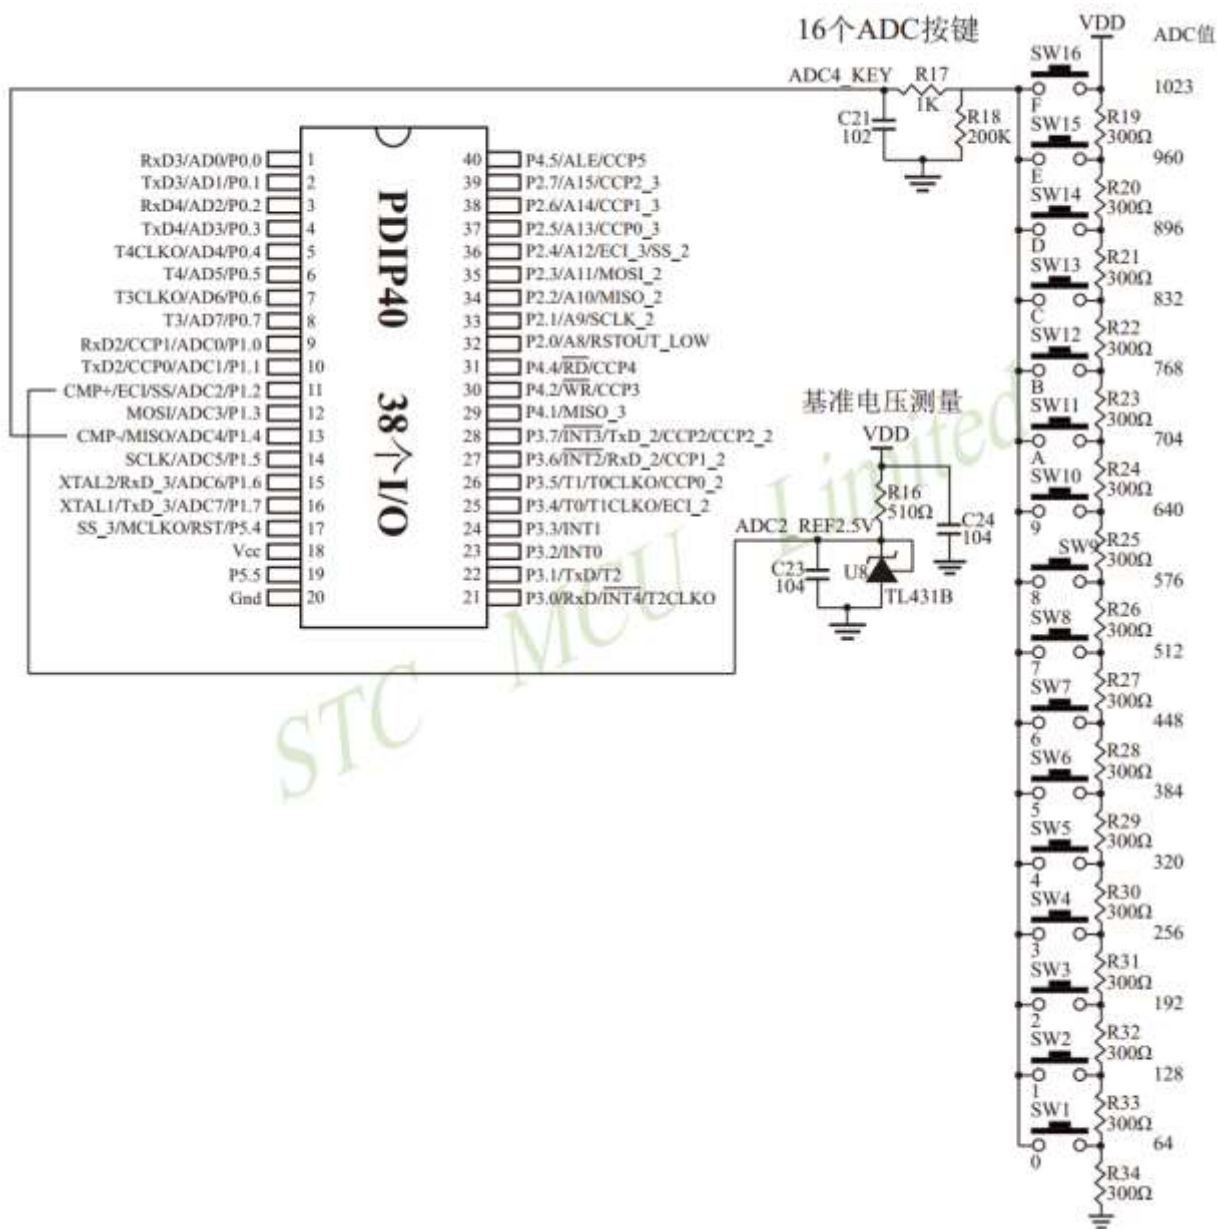 16个ADC按键
VDD
ADC值
ADC4_KEY
R17
1K
C21
102
R18
200K
SW16
F
1023
R19
300Ω
SW15
E
960
R20
300Ω
SW14
D
896
R21
300Ω
SW13
C
832
R22
300Ω
SW12
B
768
R23
300Ω
SW11
A
704
R24
300Ω
SW10
9
640
R25
300Ω
SW9
8
576
R26
300Ω
SW8
7
512
R27
300Ω
SW7
6
448
R28
300Ω
SW6
5
384
R29
300Ω
SW5
4
320
R30
300Ω
SW4
3
256
R31
300Ω
SW3
2
192
R32
300Ω
SW2
1
128
R33
300Ω
SW1
0
64
R34
300Ω
RxD3/AD0/P0.0 1
TxD3/AD1/P0.1 2
RxD4/AD2/P0.2 3
TxD4/AD3/P0.3 4
T4CLKO/AD4/P0.4 5
T4/AD5/P0.5 6
T3CLKO/AD6/P0.6 7
T3/AD7/P0.7 8
RxD2/CCP1/ADC0/P1.0 9
TxD2/CCP0/ADC1/P1.1 10
CMP+/ECI/SS/ADC2/P1.2 11
MOSI/ADC3/P1.3 12
CMP-/MISO/ADC4/P1.4 13
SCLK/ADC5/P1.5 14
XTAL2/RxD_3/ADC6/P1.6 15
XTAL1/TxD_3/ADC7/P1.7 16
SS_3/MCLKO/RST/P5.4 17
Vcc 18
P5.5 19
Gnd 20
PDIP40 38个I/O
40 P4.5/ALE/CCP5
39 P2.7/A15/CCP2_3
38 P2.6/A14/CCP1_3
37 P2.5/A13/CCP0_3
36 P2.4/A12/ECI_3/SS_2
35 P2.3/A11/MOSI_2
34 P2.2/A10/MISO_2
33 P2.1/A9/SCLK_2
32 P2.0/A8/RSTOUT_LOW
31 P4.4/RD/CCP4
30 P4.2/WR/CCP3
29 P4.1/MISO_3
28 P3.7/INT3/TxD_2/CCP2/CCP2_2
27 P3.6/INT2/RxD_2/CCP1_2
26 P3.5/T1/T0CLKO/CCP0_2
25 P3.4/T0/T1CLKO/ECI_2
24 P3.3/INT1
23 P3.2/INT0
22 P3.1/TxD/T2
21 P3.0/RxD/INT4/T2CLKO
基准电压测量
VDD
R16
510Ω
ADC2_REF2.5V
C24
104
C23
104
U8
TL431B
STC MCU Limited